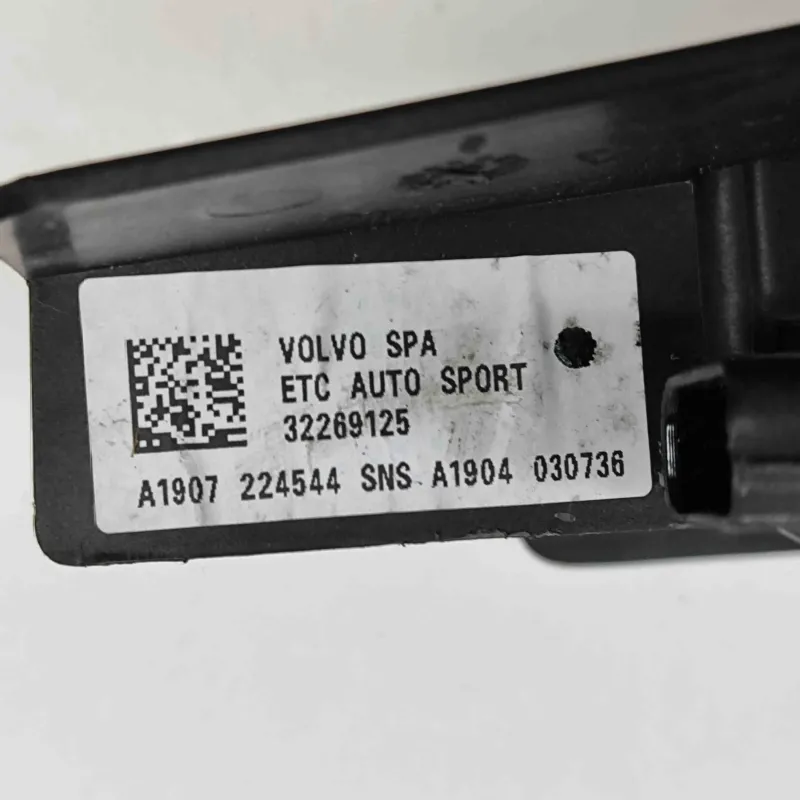 VOLVO SPA
ETC AUTO SPORT
32269125
A1907 224544 SNS A1904 030736